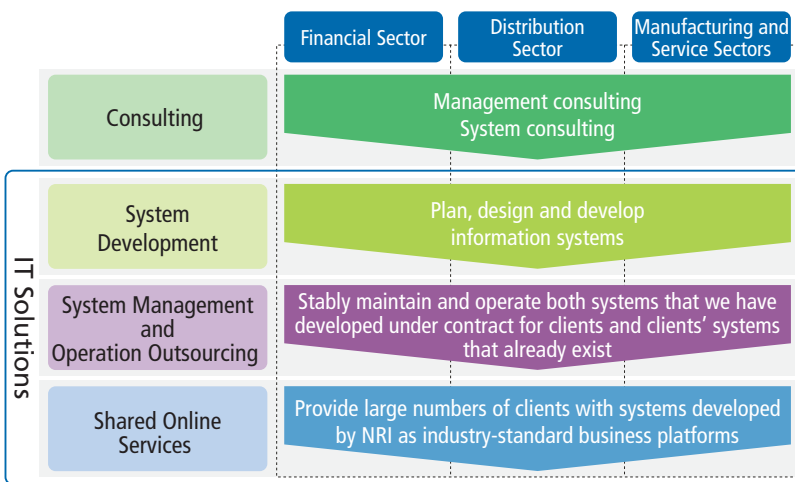 Financial Sector
Distribution
Sector
Manufacturing and
Service Sectors
Consulting
Management consulting
System consulting
IT Solutions
System
Development
Plan, design and develop
information systems
System Management
and
Operation Outsourcing
Stably maintain and operate both systems that we have
developed under contract for clients and clients’ systems
that already exist
Shared Online
Services
Provide large numbers of clients with systems developed
by NRI as industry-standard business platforms